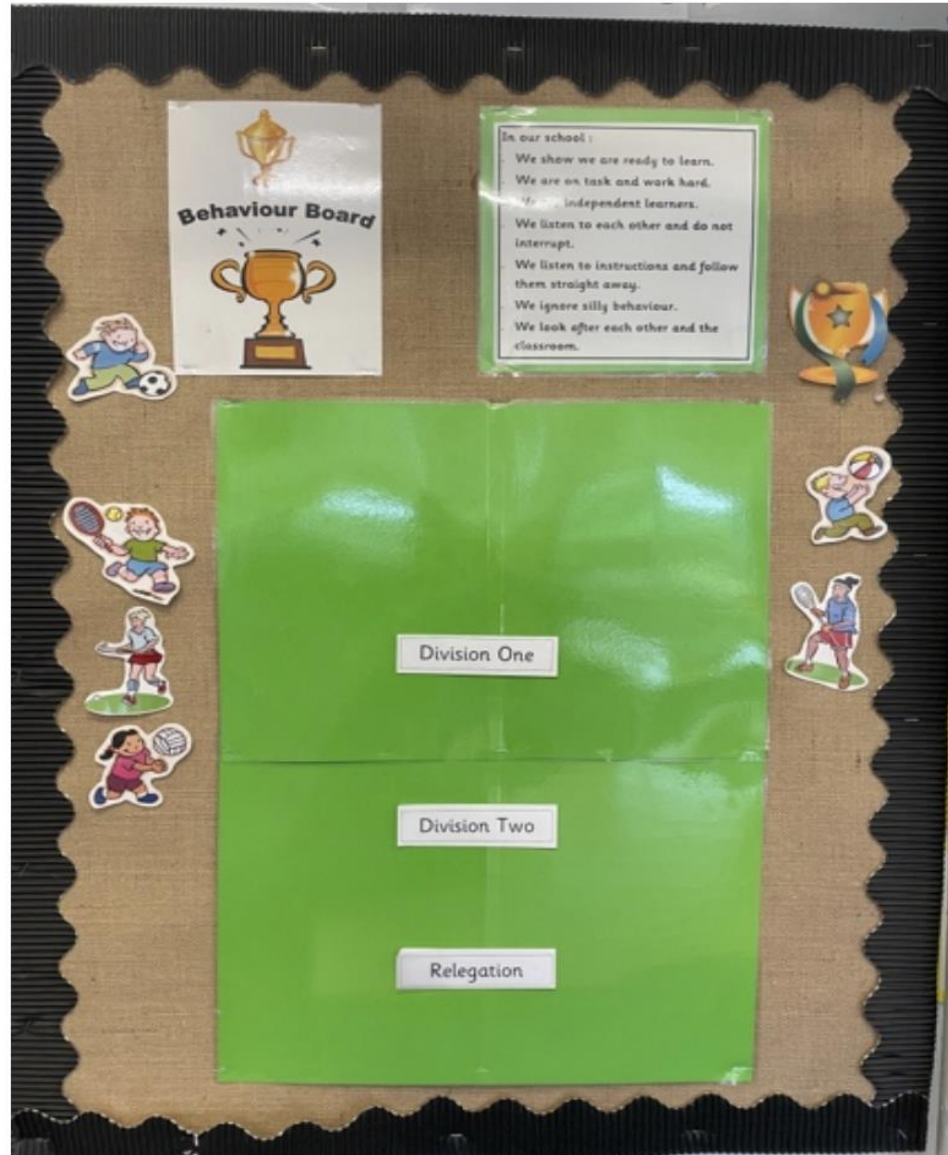 Behaviour Board
In our school :
We show we are ready to learn.
We are on task and work hard.
independent learners.
We listen to each other and do not
interrupt.
We listen to instructions and follow
them straight away.
We ignore silly behaviour.
We look after each other and the
classroom.
Division One
Division Two
Relegation